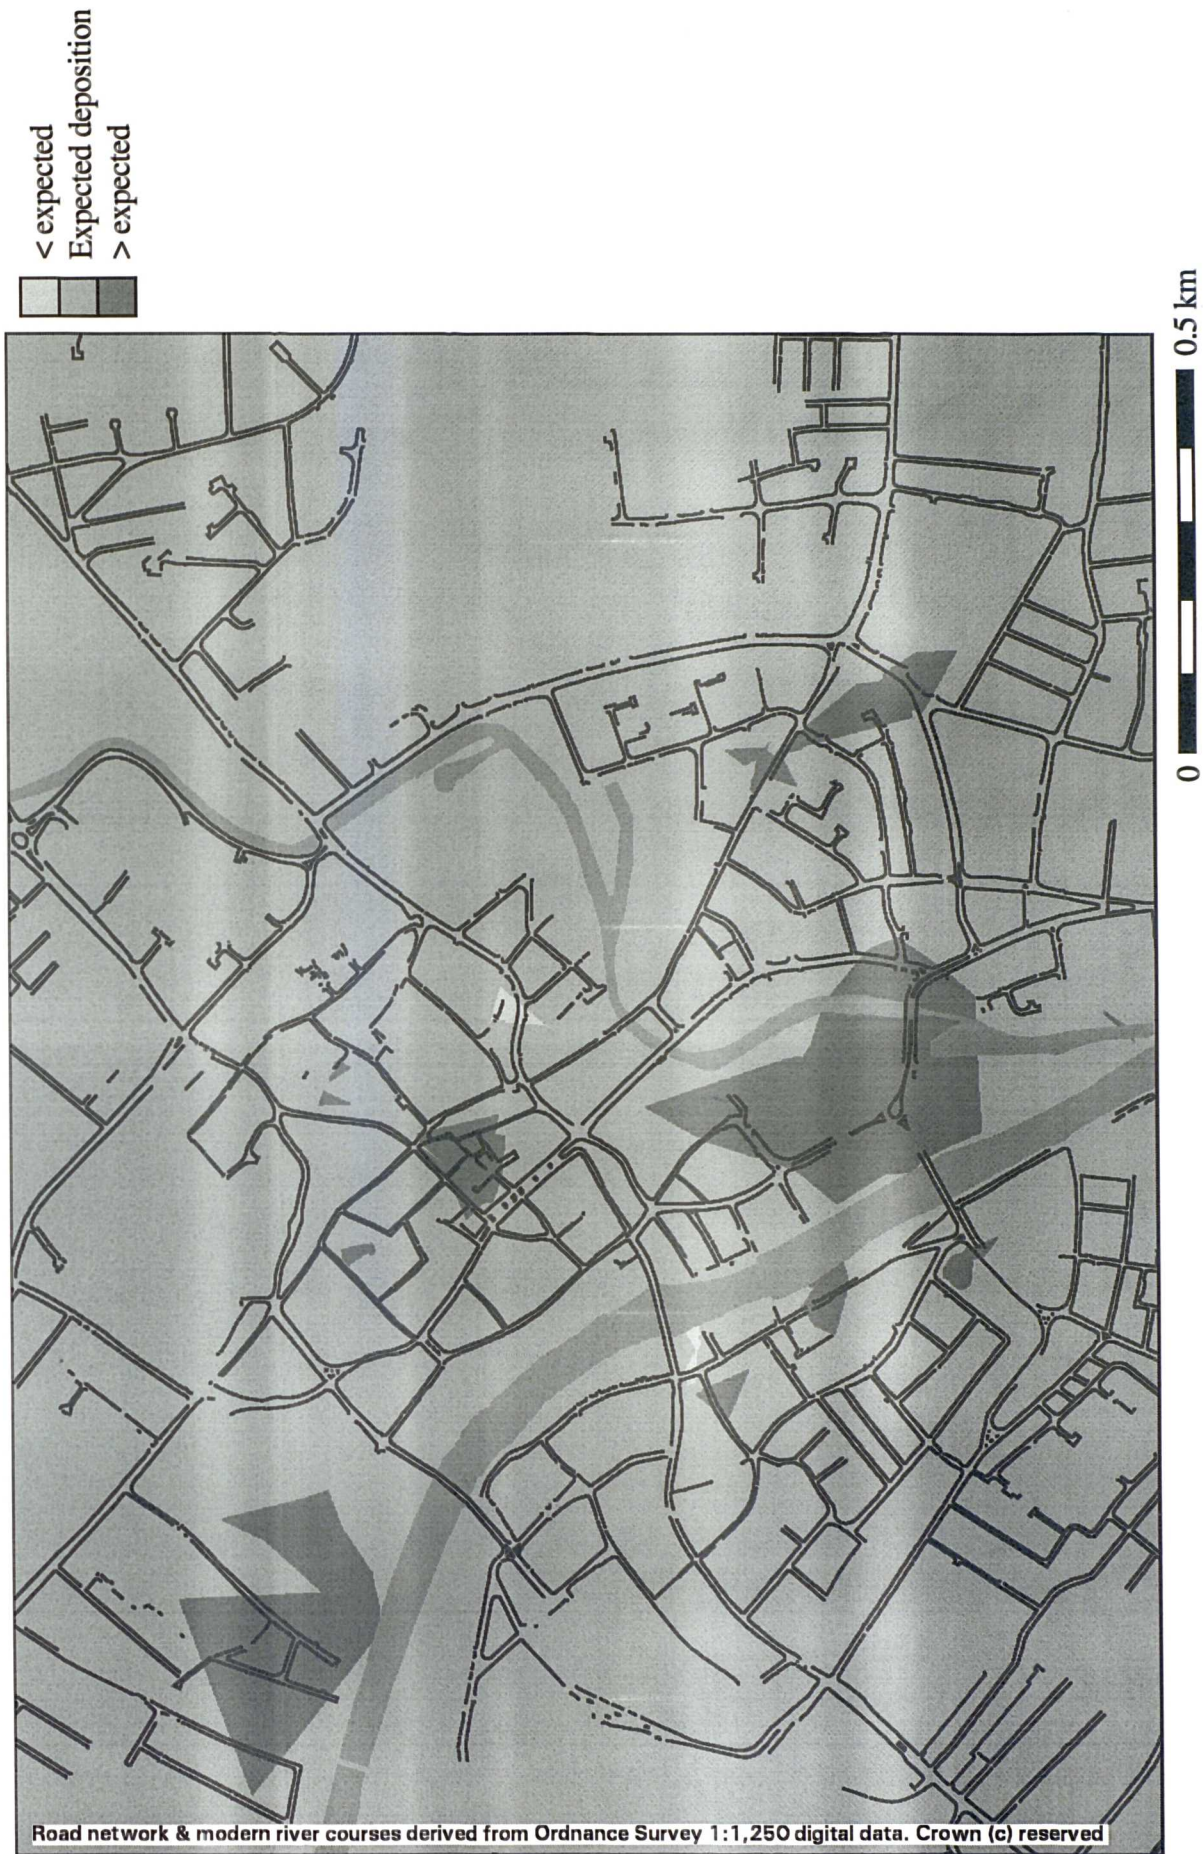 < expected
Expected deposition
> expected
0 0.5 km
Road network & modern river courses derived from Ordnance Survey 1:1,250 digital data. Crown (c) reserved